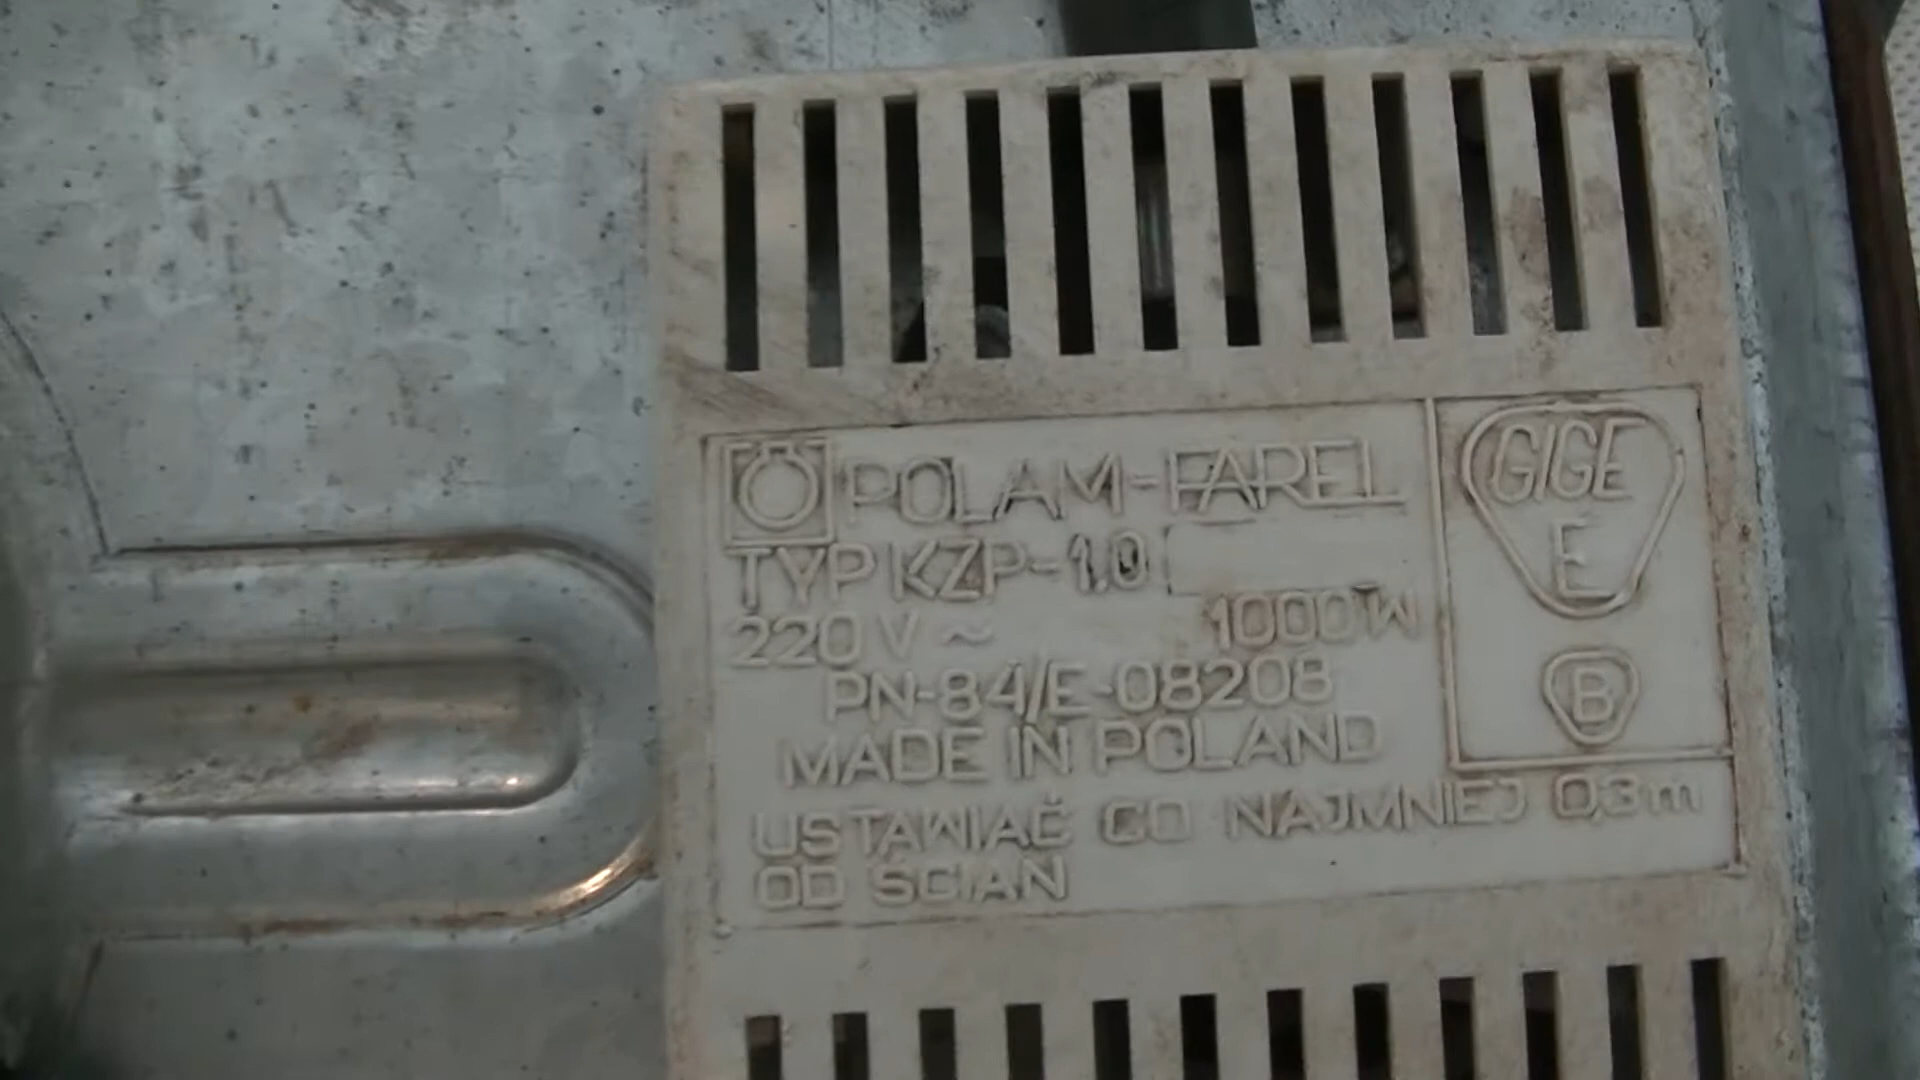 POLAM-FAREL
TYP KZP-1.0
220 V ~ 1000 W
PN-84/E-08208
MADE IN POLAND
USTAWIAĆ CO NAJMNIEJ 0,3 m
OD ŚCIAN
GIGE
E
B